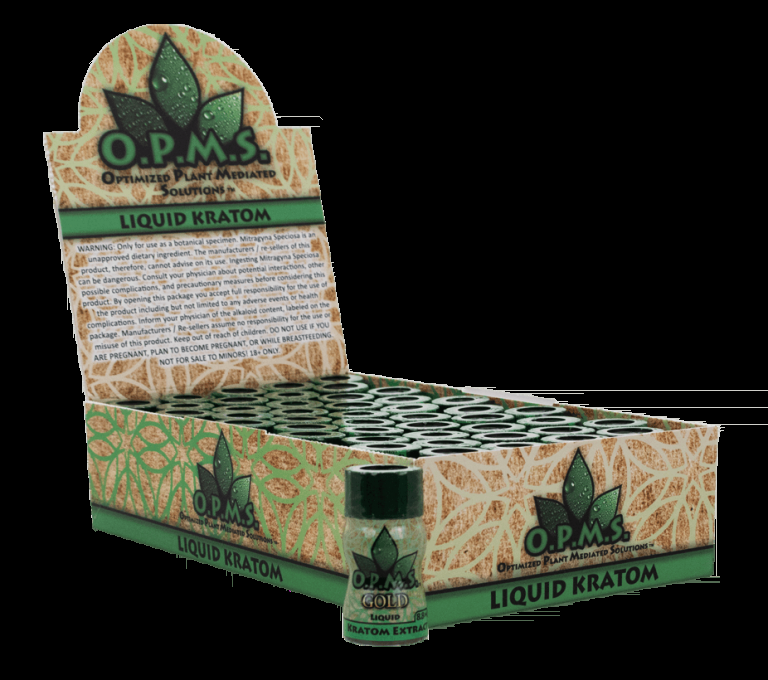 O.P.M.S.
OPTIMIZED PLANT MEDIATED
SOLUTIONS™
LIQUID KRATOM
WARNING: Only for use as a botanical specimen. Mitragyna Speciosa is an
unapproved dietary ingredient. The manufacturers / re-sellers of this
product, therefore, cannot advise on its use. Ingesting Mitragyna Speciosa
can be dangerous. Consult your physician about potential interactions, other
possible complications, and precautionary measures before considering this
product. By opening this package you accept full responsibility for the use of
the product including but not limited to any adverse events or health
complications. Inform your physician of the alkaloid content, labeled on the
package. Manufacturers / Re-sellers assume no responsibility for the use or
misuse of this product. Keep out of reach of children. DO NOT USE IF YOU
ARE PREGNANT, PLAN TO BECOME PREGNANT, OR WHILE BREASTFEEDING.
NOT FOR SALE TO MINORS! 18+ ONLY.
O.P.M.S.
OPTIMIZED PLANT MEDIATED SOLUTIONS™
LIQUID KRATOM
O.P.M.S.
GOLD
LIQUID
KRATOM EXTRACT
O.P.M.S.
OPTIMIZED PLANT MEDIATED SOLUTIONS™
LIQUID KRATOM